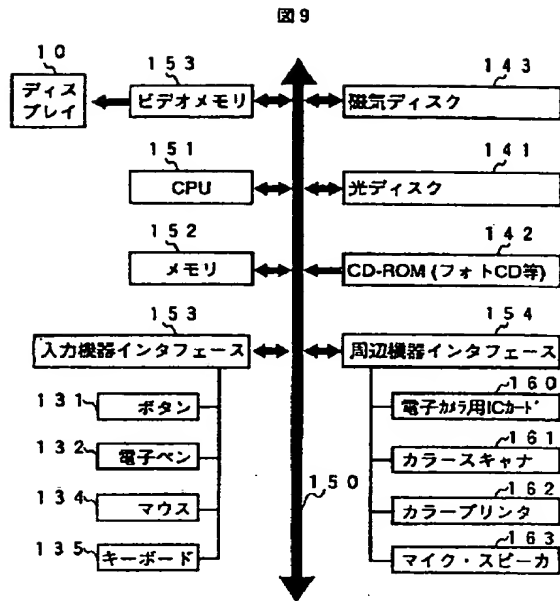 図9
10
ディス
プレイ
153
ビデオメモリ
143
磁気ディスク
151
CPU
141
光ディスク
152
メモリ
142
CD-ROM (フォトCD等)
153
入力機器インタフェース
154
周辺機器インタフェース
131
ボタン
132
電子ペン
134
マウス
135
キーボード
160
電子カメラ用ICカード
161
カラースキャナ
162
カラープリンタ
163
マイク・スピーカ
150